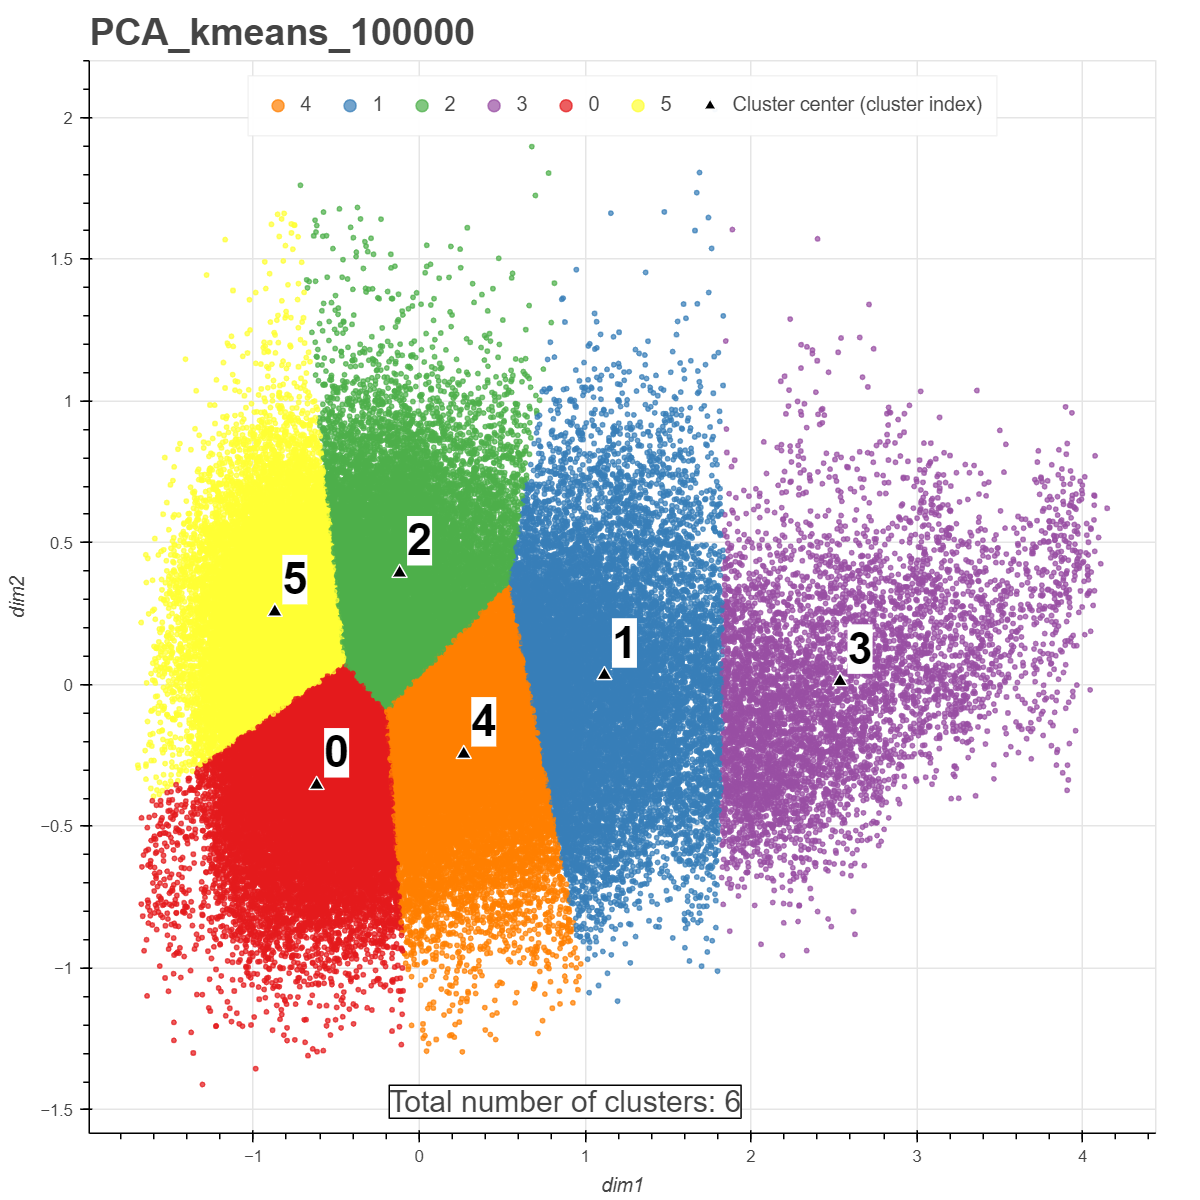 PCA_kmeans_100000
4 1 2 3 0 5 Cluster center (cluster index)
2
1.5
1
0.5
0
−0.5
−1
−1.5
dim2
5
2
1
3
4
0
Total number of clusters: 6
−1 0 1 2 3 4
dim1